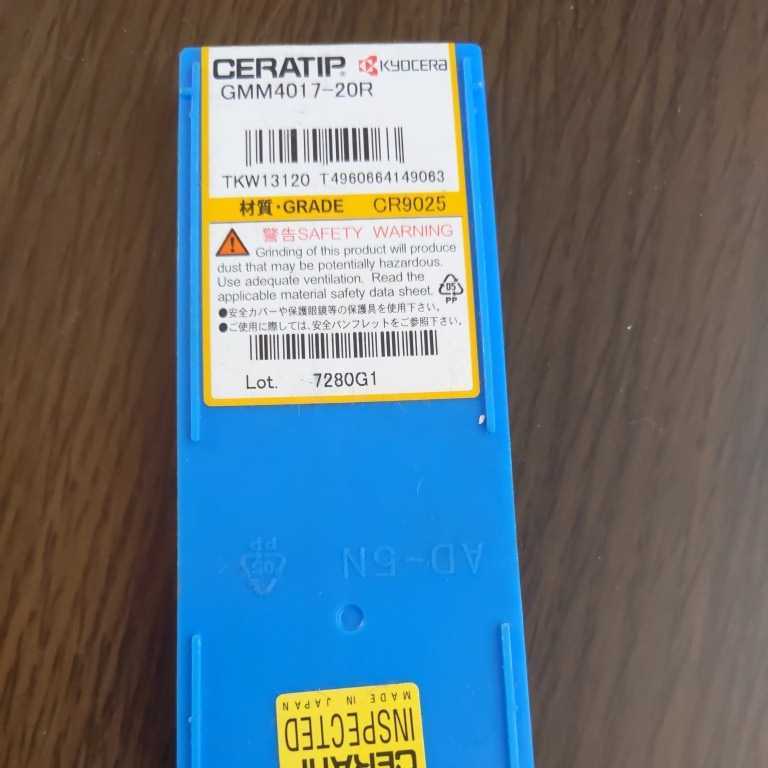 CERATIP® KYOCERA
GMM4017-20R
TKW13120 T4960664149063
材質・GRADE CR9025
警告SAFETY WARNING
Grinding of this product will produce
dust that may be potentially hazardous.
Use adequate ventilation. Read the
applicable material safety data sheet.
05
PP
●安全カバーや保護眼鏡等の保護具を使用下さい。
●ご使用に際しては、安全パンフレットをご参照下さい。
Lot. 7280G1
AD-5N
05
PP
MADE IN JAPAN
INSPECTED